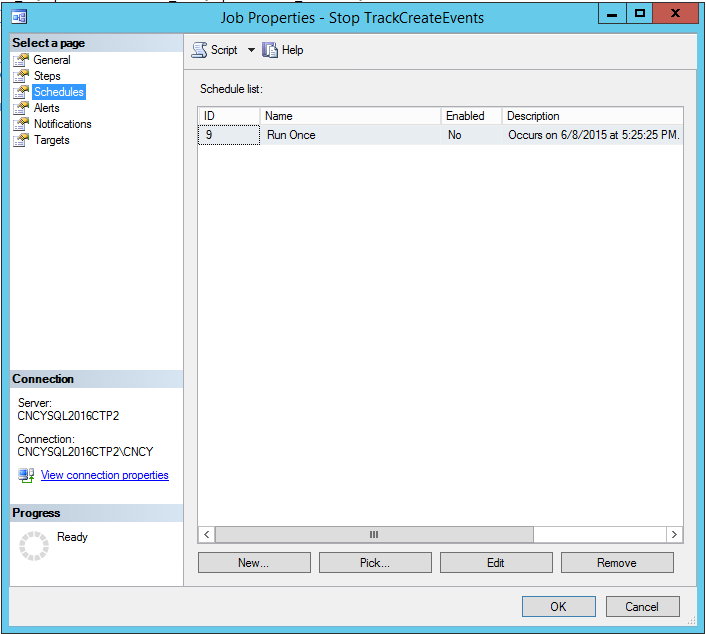 Job Properties - Stop TrackCreateEvents
Select a page
General
Steps
Schedules
Alerts
Notifications
Targets
Script
Help
Schedule list:
ID Name Enabled Description
9 Run Once No Occurs on 6/8/2015 at 5:25:25 PM.
Connection
Server:
CNCYSQL2016CTP2
Connection:
CNCYSQL2016CTP2\CNCY
View connection properties
Progress
Ready
New... Pick... Edit Remove
OK Cancel